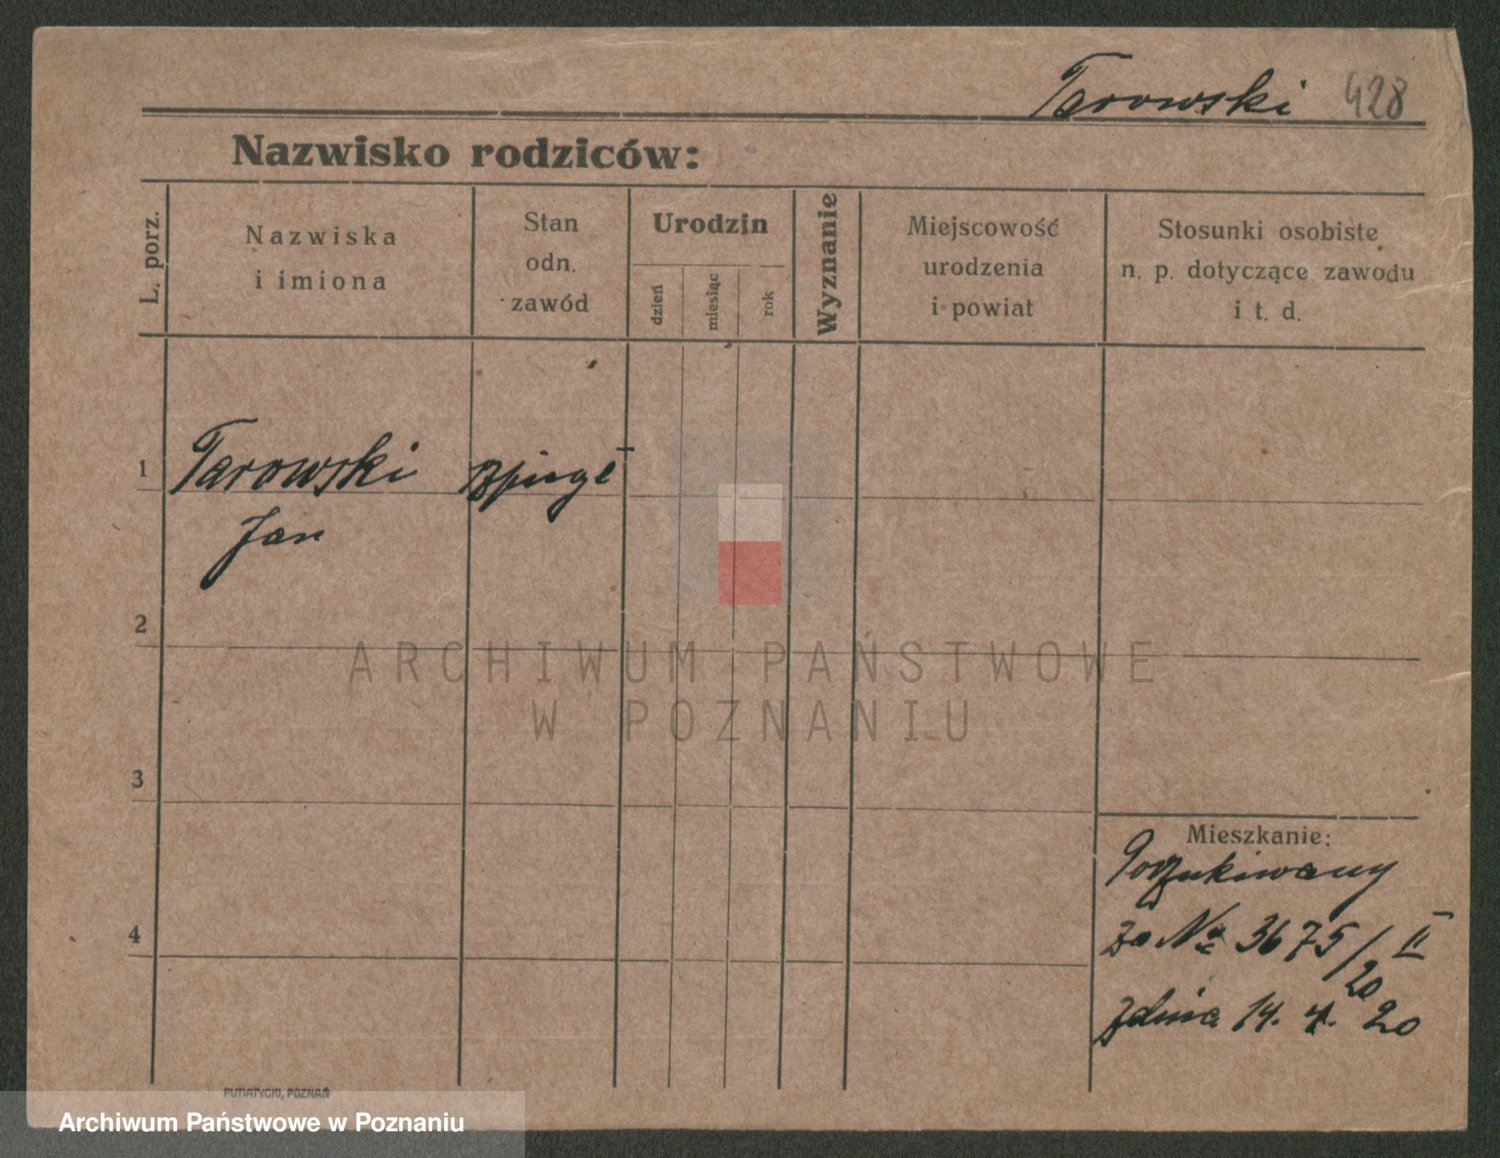 Tarowski 428
Nazwisko rodziców:
L. porz.
Nazwiska
i imiona
Stan
odn.
zawód
Urodzin
dzień
miesiąc
rok
Wyznanie
Miejscowość
urodzenia
i powiat
Stosunki osobiste
n. p. dotyczące zawodu
i t. d.
1 Tarowski
Jan
2
3
4
ARCHIWUM PAŃSTWOWE
W POZNANIU
Mieszkanie:
Poszukiwany
za № 3675/II
20
z dnia 14. 4. 20
PUTIATYCKI, POZNAŃ
Archiwum Państwowe w Poznaniu